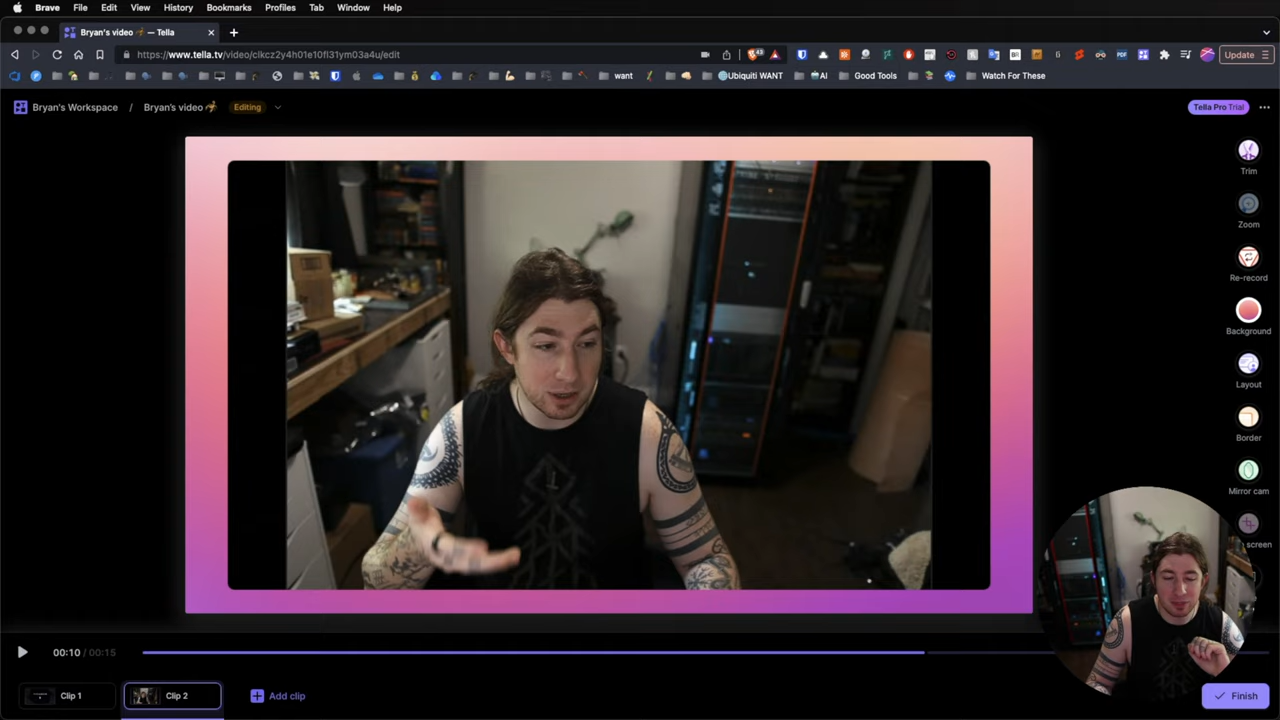 Brave File Edit View History Bookmarks Profiles Tab Window Help
Bryan's video 🦂 — Tella
https://www.tella.tv/video/clkcz2y4h01e10fl31ym03a4u/edit
43
Update
want
Ubiquiti WANT
AI
Good Tools
Watch For These
Bryan's Workspace / Bryan's video Editing
Tella Pro Trial
Trim
Zoom
Re-record
Background
Layout
Border
Mirror cam
screen
00:10 / 00:15
Clip 1
Clip 2
Add clip
Finish